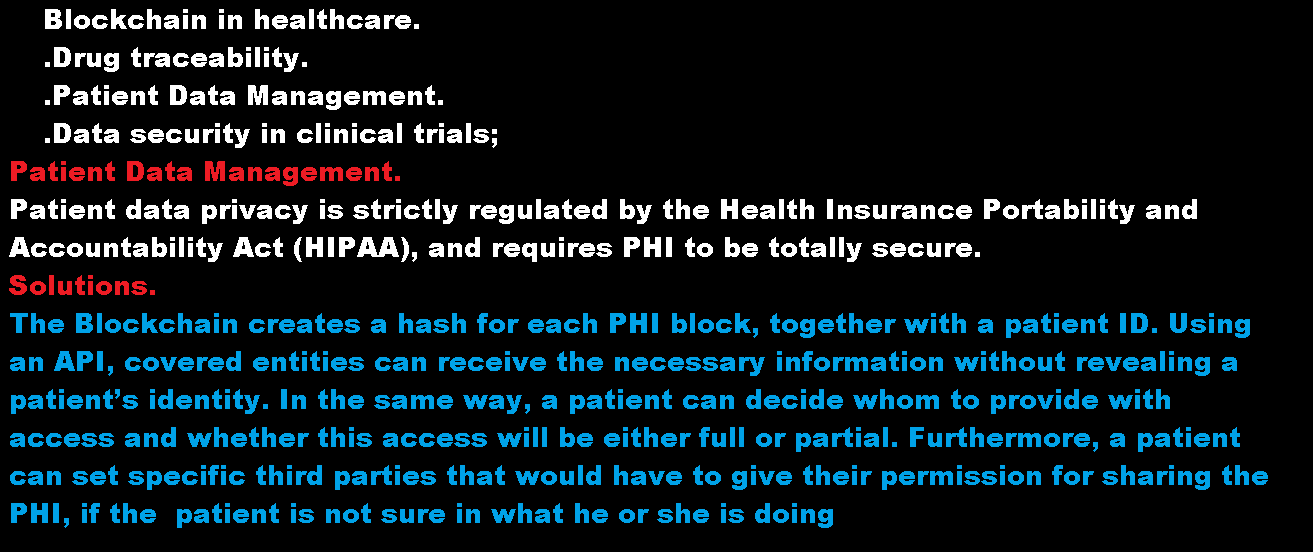 Blockchain in healthcare.
.Drug traceability.
.Patient Data Management.
.Data security in clinical trials;
Patient Data Management.
Patient data privacy is strictly regulated by the Health Insurance Portability and
Accountability Act (HIPAA), and requires PHI to be totally secure.
Solutions.
The Blockchain creates a hash for each PHI block, together with a patient ID. Using
an API, covered entities can receive the necessary information without revealing a
patient’s identity. In the same way, a patient can decide whom to provide with
access and whether this access will be either full or partial. Furthermore, a patient
can set specific third parties that would have to give their permission for sharing the
PHI, if the  patient is not sure in what he or she is doing